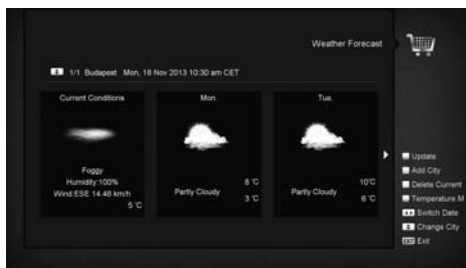 Weather Forecast
1/1 Budapest Mon, 18 Nov 2013 10:30 am CET
Current Conditions
Foggy
Humidity:100%
Wind:ESE 14.48 km/h
5 °C
Mon.
Partly Cloudy
8 °C
3 °C
Tue.
Partly Cloudy
10°C
6 °C
Update
Add City
Delete Current
Temperature M
Switch Date
Change City
Exit